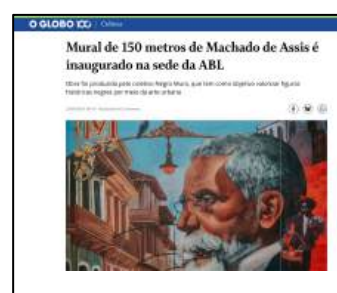 O GLOBO 100 | Cultura
Mural de 150 metros de Machado de Assis é
inaugurado na sede da ABL
Obra foi produzida pelo coletivo Negro Muro, que tem como objetivo valorizar figuras
históricas negras por meio da arte urbana
M